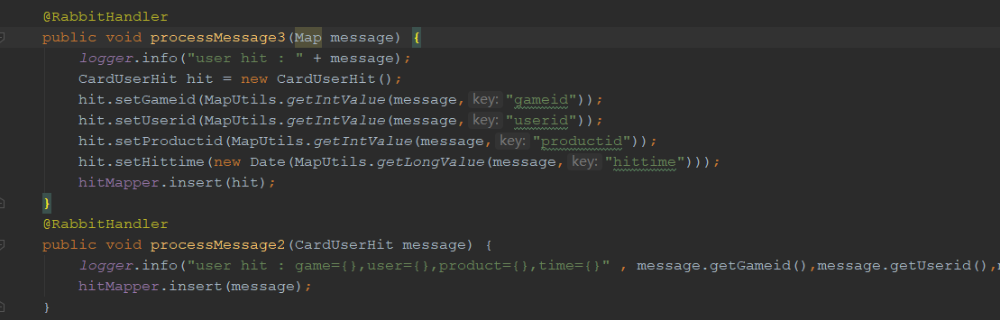 @RabbitHandler
public void processMessage3(Map message) {
logger.info("user hit : " + message);
CardUserHit hit = new CardUserHit();
hit.setGameid(MapUtils.getIntValue(message, key: "gameid"));
hit.setUserid(MapUtils.getIntValue(message, key: "userid"));
hit.setProductid(MapUtils.getIntValue(message, key: "productid"));
hit.setHittime(new Date(MapUtils.getLongValue(message, key: "hittime")));
hitMapper.insert(hit);
}
@RabbitHandler
public void processMessage2(CardUserHit message) {
logger.info("user hit : game={},user={},product={},time={}" , message.getGameid(),message.getUserid(),
hitMapper.insert(message);
}